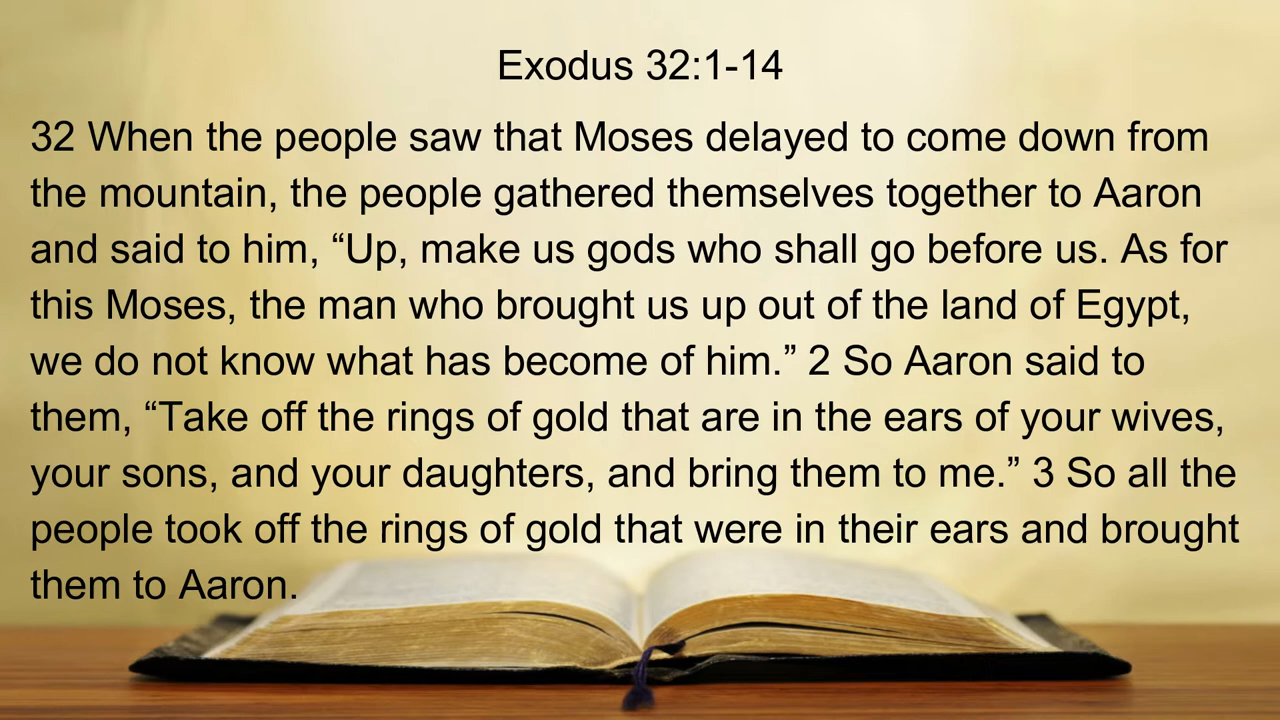 Exodus 32:1-14
32 When the people saw that Moses delayed to come down from
the mountain, the people gathered themselves together to Aaron
and said to him, “Up, make us gods who shall go before us. As for
this Moses, the man who brought us up out of the land of Egypt,
we do not know what has become of him.” 2 So Aaron said to
them, “Take off the rings of gold that are in the ears of your wives,
your sons, and your daughters, and bring them to me.” 3 So all the
people took off the rings of gold that were in their ears and brought
them to Aaron.